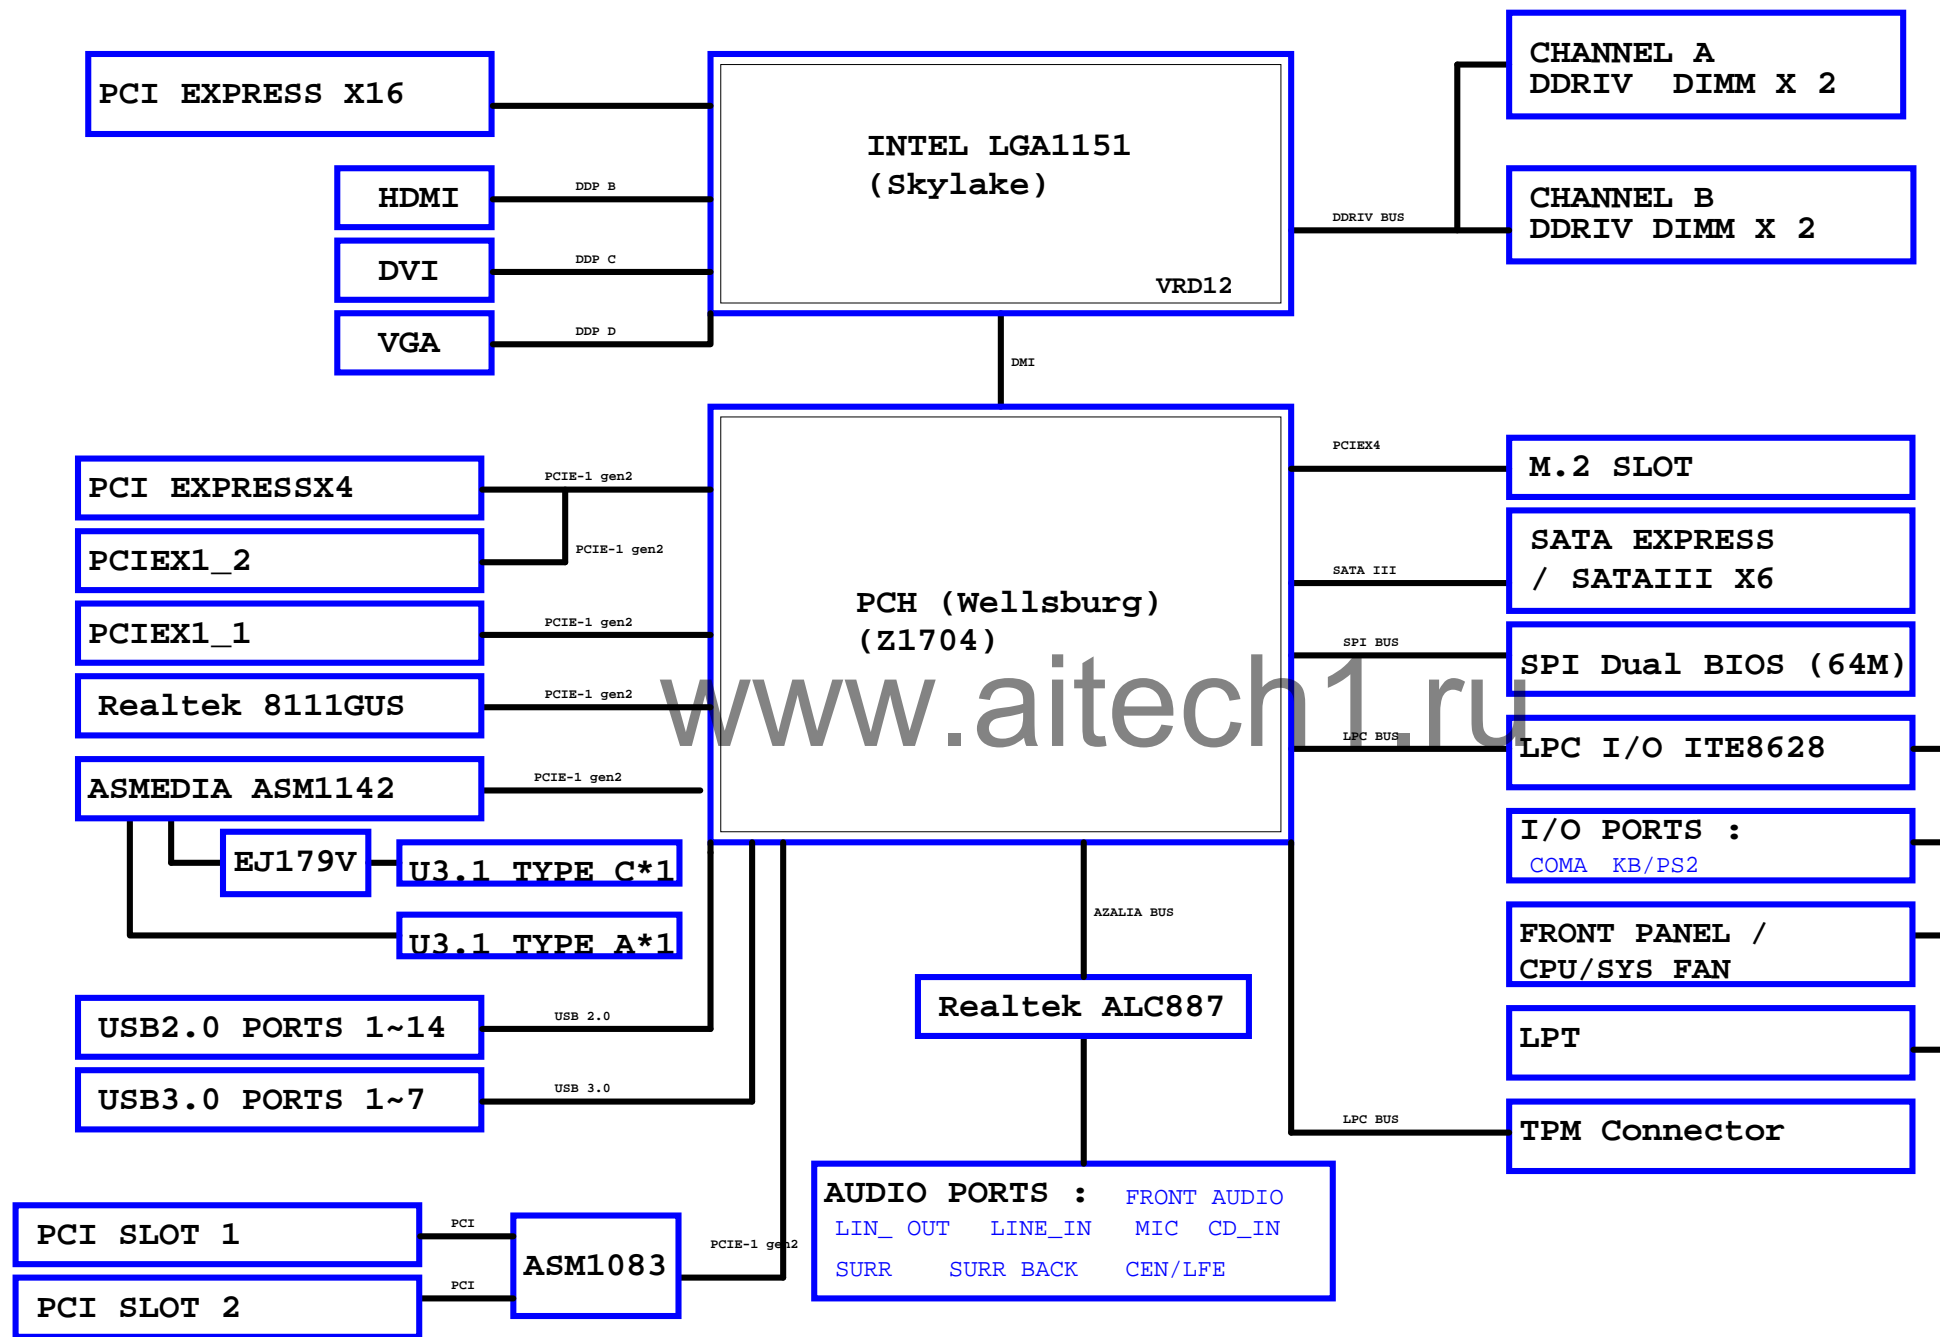 PCI EXPRESS X16
HDMI
DDP B
DVI
DDP C
VGA
DDP D
INTEL LGA1151
(Skylake)
VRD12
DDRIV BUS
CHANNEL A
DDRIV DIMM X 2
CHANNEL B
DDRIV DIMM X 2
DMI
PCI EXPRESSX4
PCIE-1 gen2
PCIEX1_2
PCIE-1 gen2
PCIEX1_1
PCIE-1 gen2
Realtek 8111GUS
PCIE-1 gen2
ASMEDIA ASM1142
PCIE-1 gen2
EJ179V
U3.1 TYPE C*1
U3.1 TYPE A*1
USB2.0 PORTS 1~14
USB 2.0
USB3.0 PORTS 1~7
USB 3.0
PCI SLOT 1
PCI
PCI SLOT 2
PCI
ASM1083
PCIE-1 gen2
PCH (Wellsburg)
(Z1704)
www.aitech1.ru
PCIEX4
M.2 SLOT
SATA III
SATA EXPRESS
/ SATAIII X6
SPI BUS
SPI Dual BIOS (64M)
LPC BUS
LPC I/O ITE8628
I/O PORTS :
COMA KB/PS2
FRONT PANEL /
CPU/SYS FAN
LPT
LPC BUS
TPM Connector
AZALIA BUS
Realtek ALC887
AUDIO PORTS : FRONT AUDIO
LIN_ OUT LINE_IN MIC CD_IN
SURR SURR BACK CEN/LFE